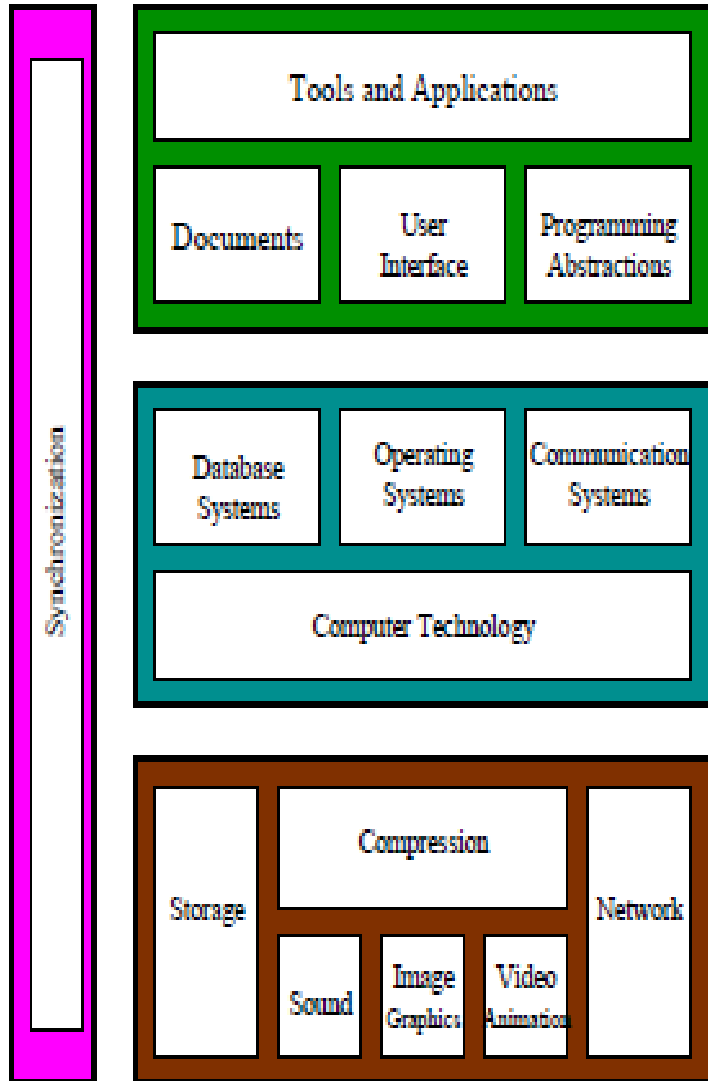 Synchronization
Tools and Applications
Documents
User
Interface
Programming
Abstractions
Database
Systems
Operating
Systems
Communication
Systems
Computer Technology
Storage
Compression
Network
Sound
Image
Graphics
Video
Animation